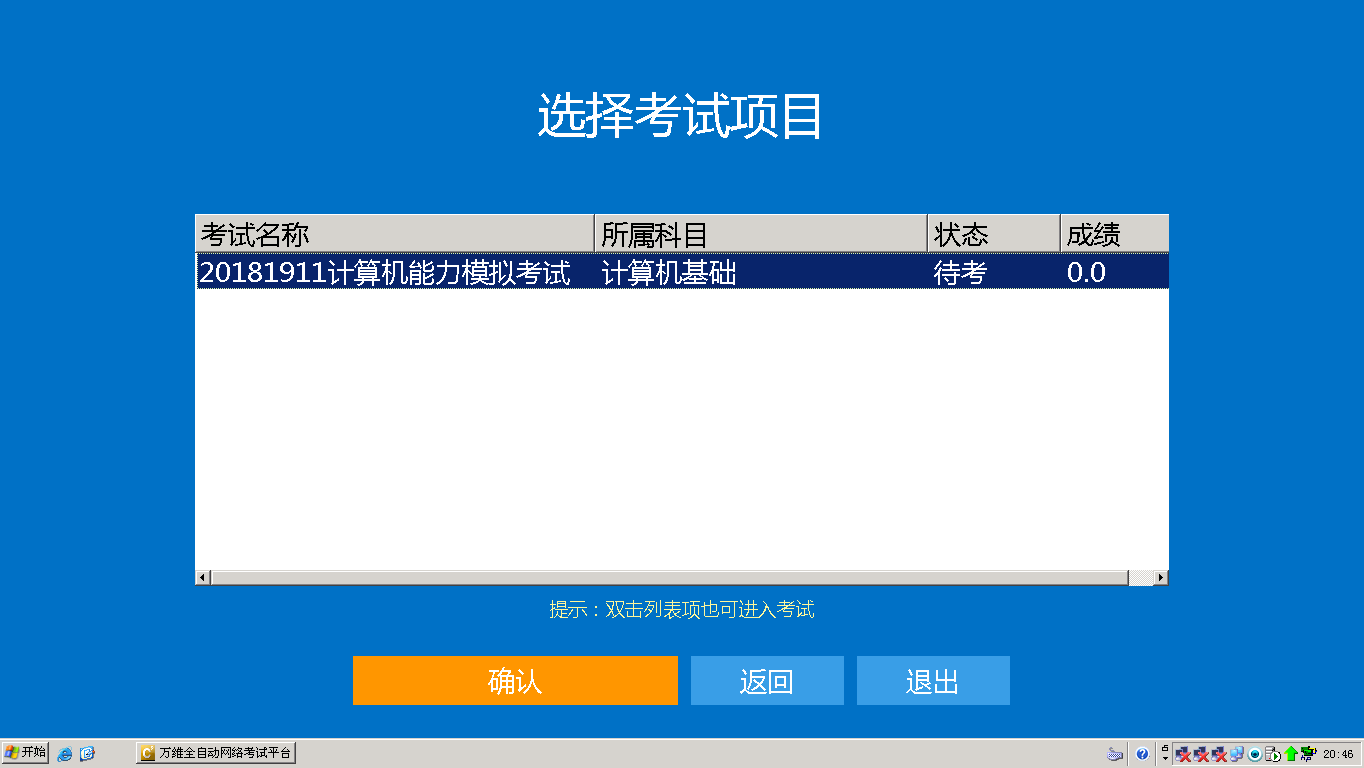 选择考试项目
考试名称 所属科目 状态 成绩
20181911计算机能力模拟考试 计算机基础 待考 0.0
提示：双击列表项也可进入考试
确认 返回 退出
开始 万维全自动网络考试平台 20:46